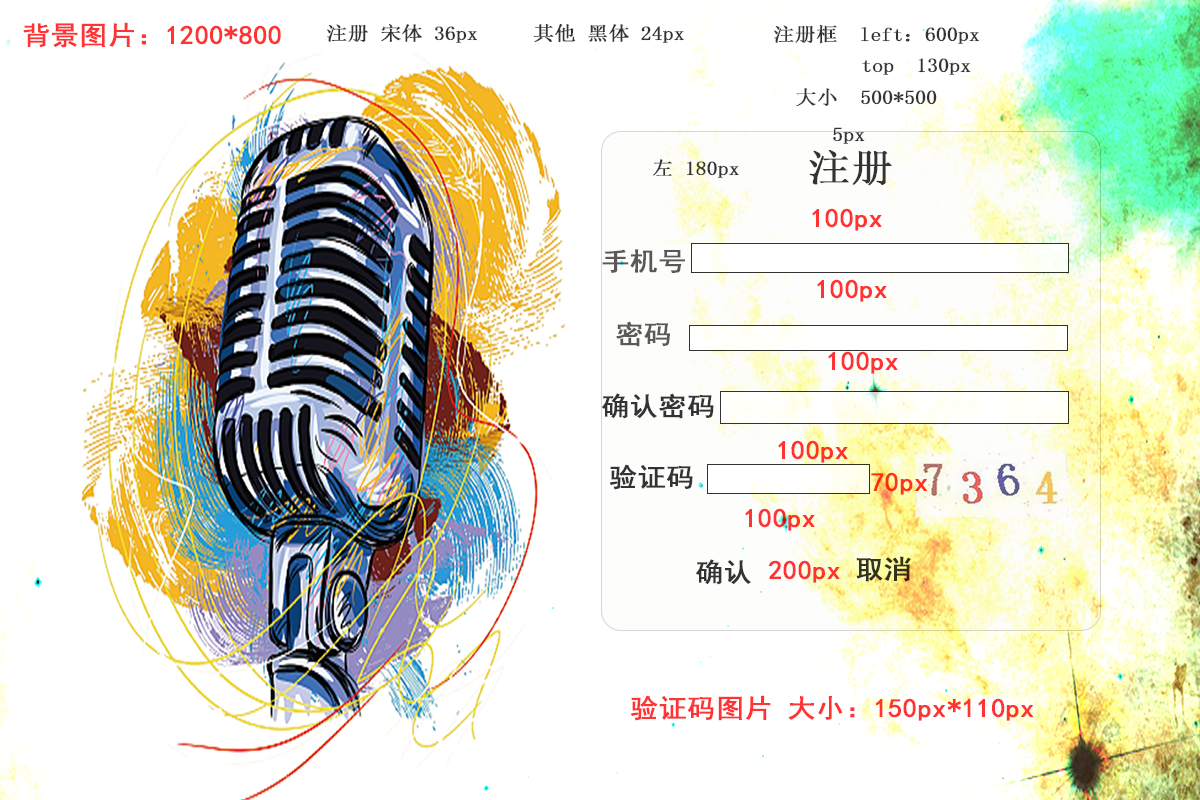 背景图片：1200*800 注册 宋体 36px 其他 黑体 24px 注册框 left：600px
top 130px
大小 500*500
5px
左 180px 注册
100px
手机号
100px
密码
100px
确认密码
100px
验证码 70px 7364
100px
确认 200px 取消
验证码图片 大小：150px*110px